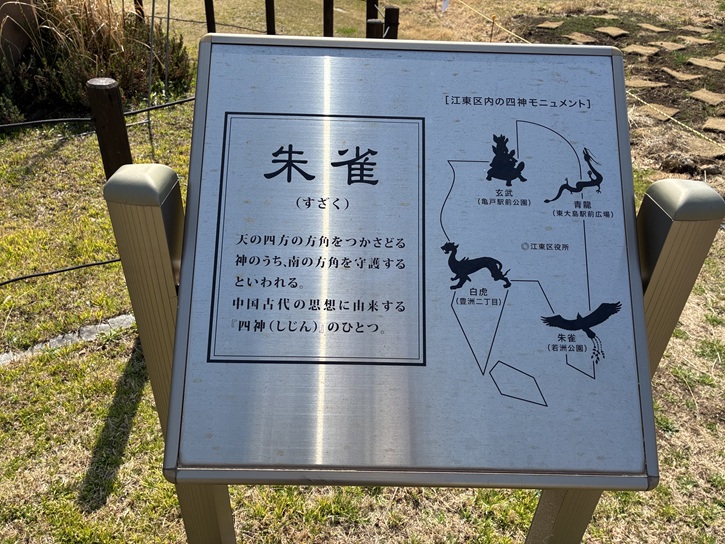 朱雀
(すざく)
天の四方の方角をつかさどる
神のうち、南の方角を守護する
といわれる。
中国古代の思想に由来する
『四神(しじん)』のひとつ。
[江東区内の四神モニュメント]
玄武
(亀戸駅前公園)
青龍
(東大島駅前広場)
◎江東区役所
白虎
(豊洲二丁目)
朱雀
(若洲公園)